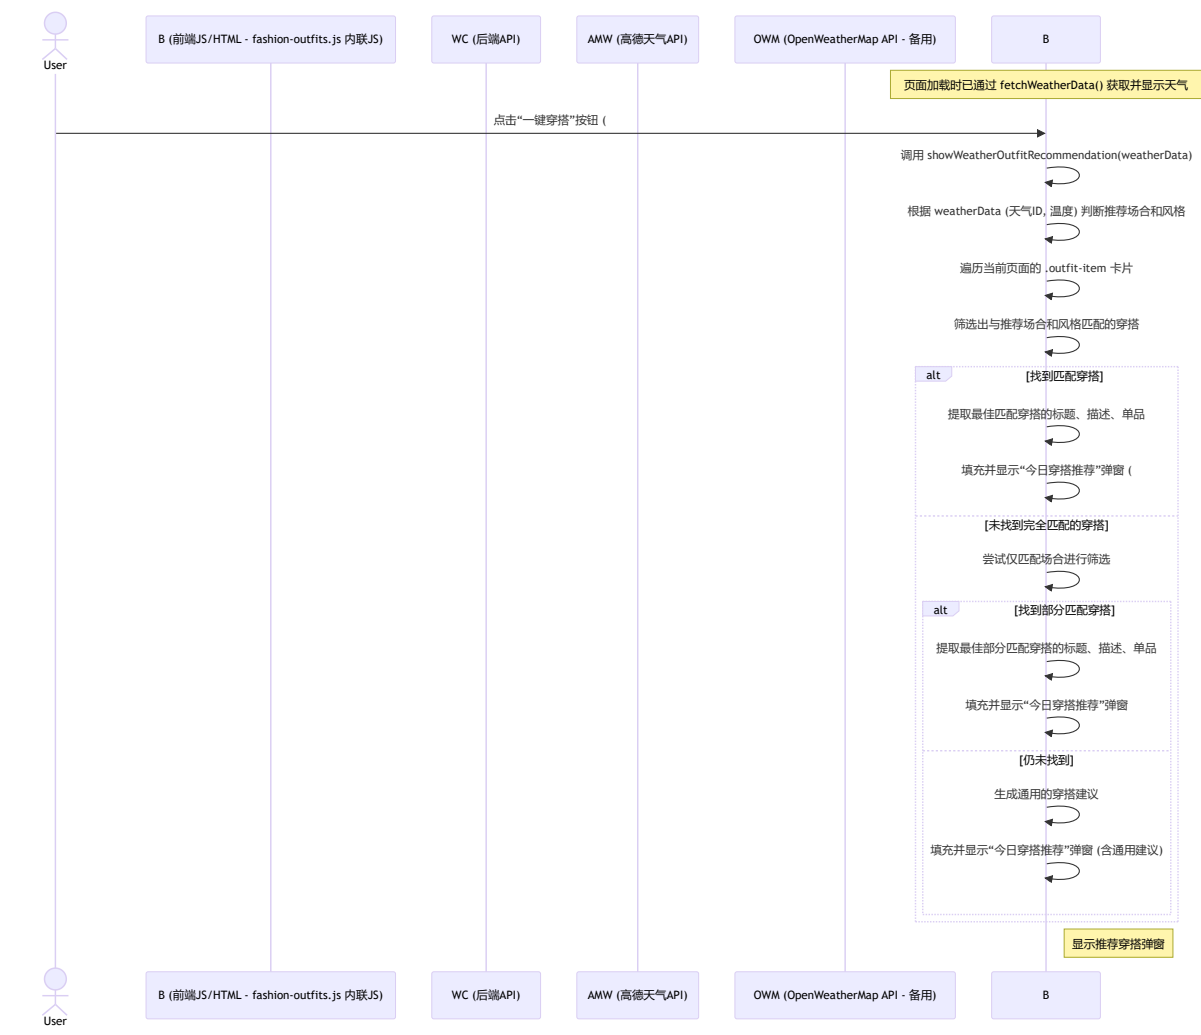 User
B (前端JS/HTML - fashion-outfits.js 内联JS)
WC (后端API)
AMW (高德天气API)
OWM (OpenWeatherMap API - 备用)
B
页面加载时已通过 fetchWeatherData() 获取并显示天气
点击“一键穿搭”按钮 (
调用 showWeatherOutfitRecommendation(weatherData)
根据 weatherData (天气ID, 温度) 判断推荐场合和风格
遍历当前页面的 .outfit-item 卡片
筛选出与推荐场合和风格匹配的穿搭
alt
[找到匹配穿搭]
提取最佳匹配穿搭的标题、描述、单品
填充并显示“今日穿搭推荐”弹窗 (
[未找到完全匹配的穿搭]
尝试仅匹配场合进行筛选
alt
[找到部分匹配穿搭]
提取最佳部分匹配穿搭的标题、描述、单品
填充并显示“今日穿搭推荐”弹窗
[仍未找到]
生成通用的穿搭建议
填充并显示“今日穿搭推荐”弹窗 (含通用建议)
显示推荐穿搭弹窗
User
B (前端JS/HTML - fashion-outfits.js 内联JS)
WC (后端API)
AMW (高德天气API)
OWM (OpenWeatherMap API - 备用)
B